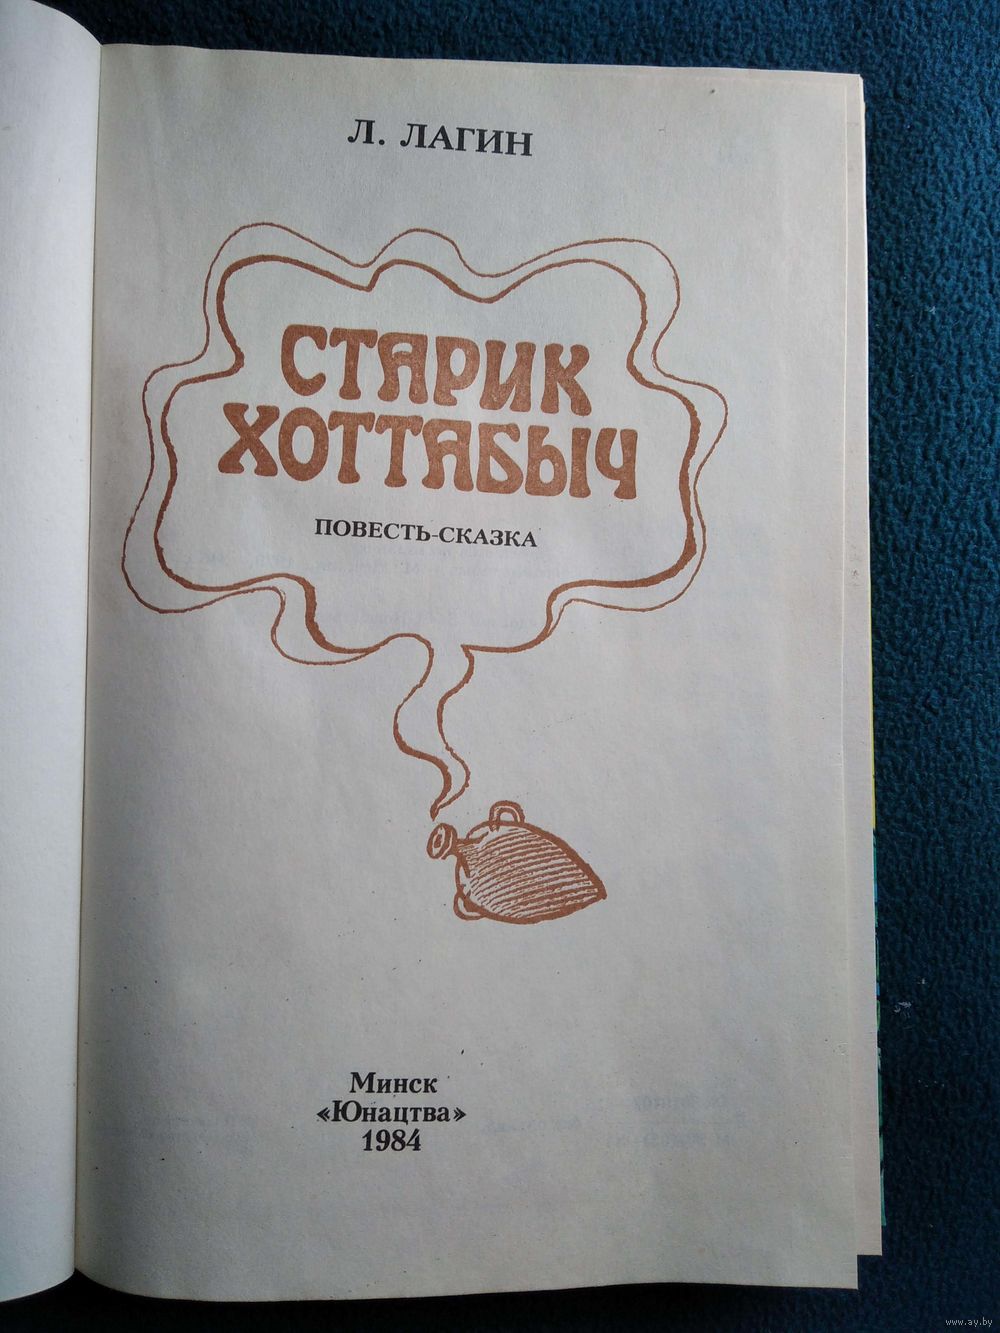 Л. ЛАГИН
СТАРИК
ХОТТАБЫЧ
ПОВЕСТЬ-СКАЗКА
Минск
«Юнацтва»
1984
www.ay.by